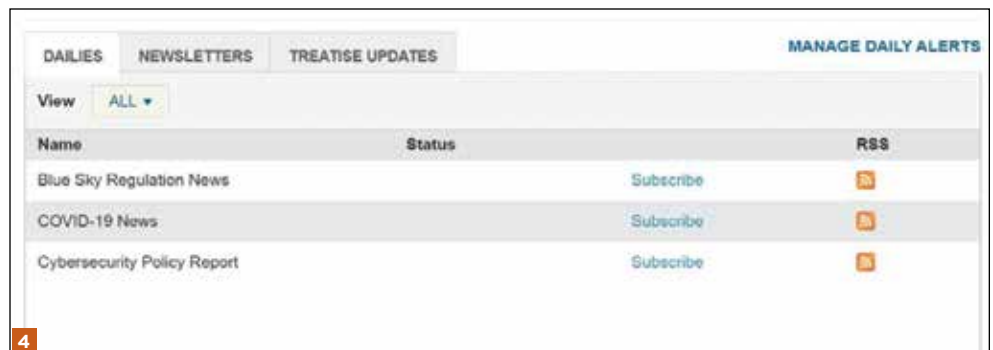 DAILIES NEWSLETTERS TREATISE UPDATES MANAGE DAILY ALERTS
View ALL
Name Status RSS
Blue Sky Regulation News Subscribe
COVID-19 News Subscribe
Cybersecurity Policy Report Subscribe
4